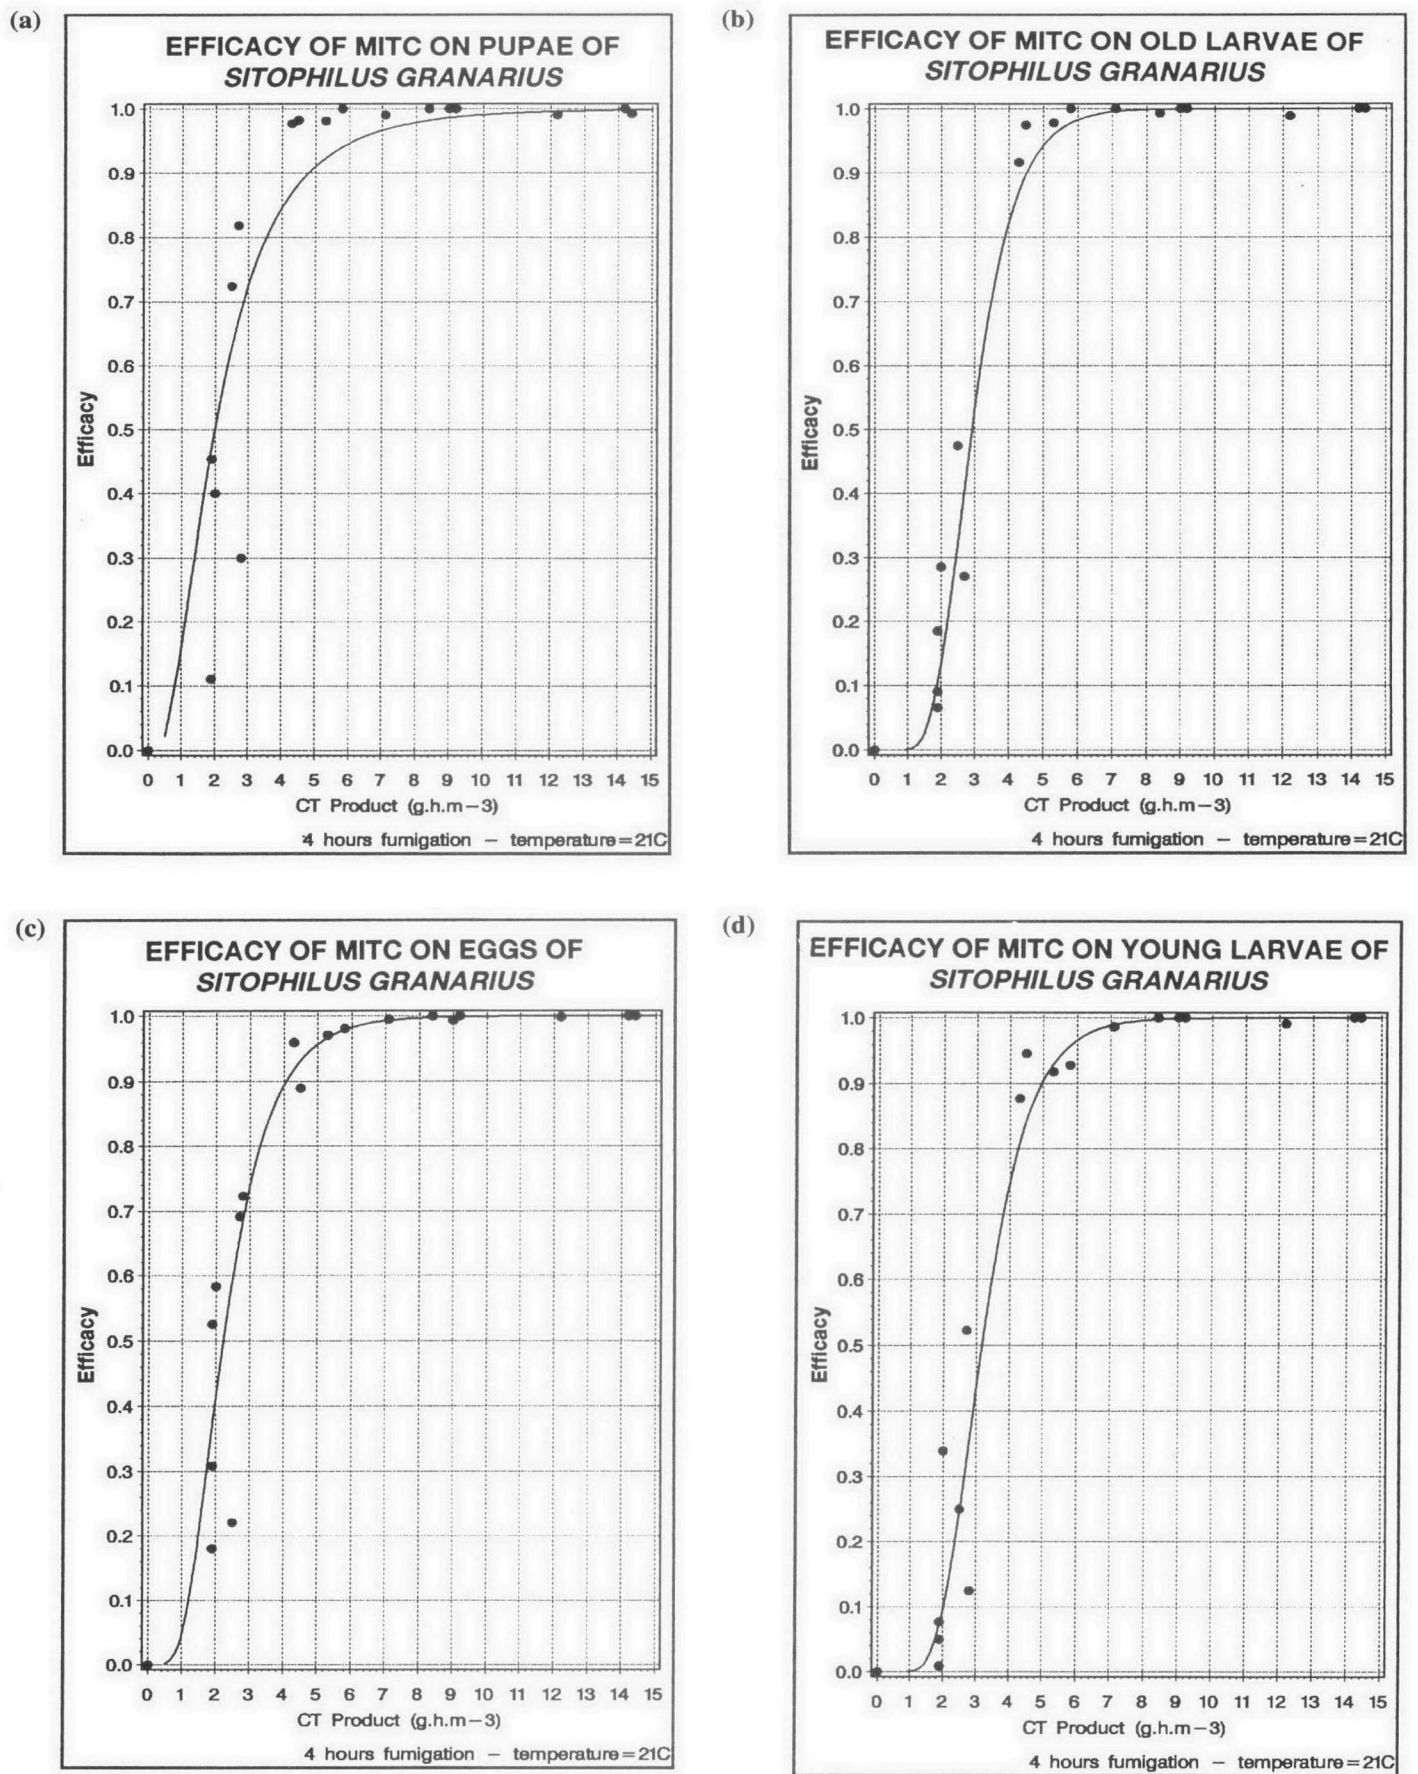 (a)
EFFICACY OF MITC ON PUPAE OF
SITOPHILUS GRANARIUS
1.0
0.9
0.8
0.7
0.6
0.5
0.4
0.3
0.2
0.1
0.0
Efficacy
0 1 2 3 4 5 6 7 8 9 10 11 12 13 14 15
CT Product (g.h.m-3)
4 hours fumigation - temperature=21C
(b)
EFFICACY OF MITC ON OLD LARVAE OF
SITOPHILUS GRANARIUS
1.0
0.9
0.8
0.7
0.6
0.5
0.4
0.3
0.2
0.1
0.0
Efficacy
0 1 2 3 4 5 6 7 8 9 10 11 12 13 14 15
CT Product (g.h.m-3)
4 hours fumigation - temperature=21C
(c)
EFFICACY OF MITC ON EGGS OF
SITOPHILUS GRANARIUS
1.0
0.9
0.8
0.7
0.6
0.5
0.4
0.3
0.2
0.1
0.0
Efficacy
0 1 2 3 4 5 6 7 8 9 10 11 12 13 14 15
CT Product (g.h.m-3)
4 hours fumigation - temperature=21C
(d)
EFFICACY OF MITC ON YOUNG LARVAE OF
SITOPHILUS GRANARIUS
1.0
0.9
0.8
0.7
0.6
0.5
0.4
0.3
0.2
0.1
0.0
Efficacy
0 1 2 3 4 5 6 7 8 9 10 11 12 13 14 15
CT Product (g.h.m-3)
4 hours fumigation - temperature=21C